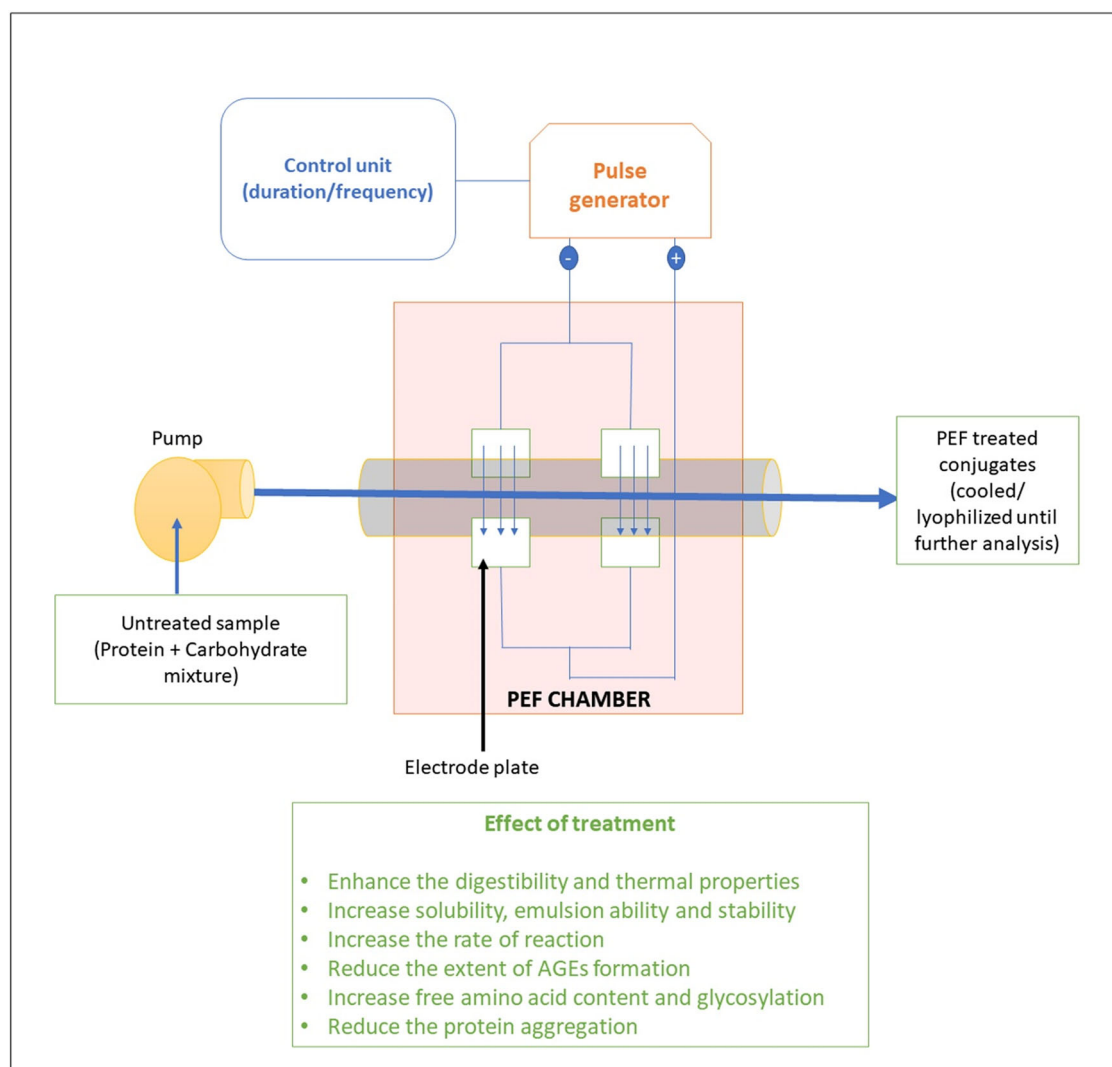 Control unit
(duration/frequency)
Pulse
generator
-
+
Pump
PEF treated
conjugates
(cooled/
lyophilized until
further analysis)
Untreated sample
(Protein + Carbohydrate
mixture)
PEF CHAMBER
Electrode plate
Effect of treatment
• Enhance the digestibility and thermal properties
• Increase solubility, emulsion ability and stability
• Increase the rate of reaction
• Reduce the extent of AGEs formation
• Increase free amino acid content and glycosylation
• Reduce the protein aggregation